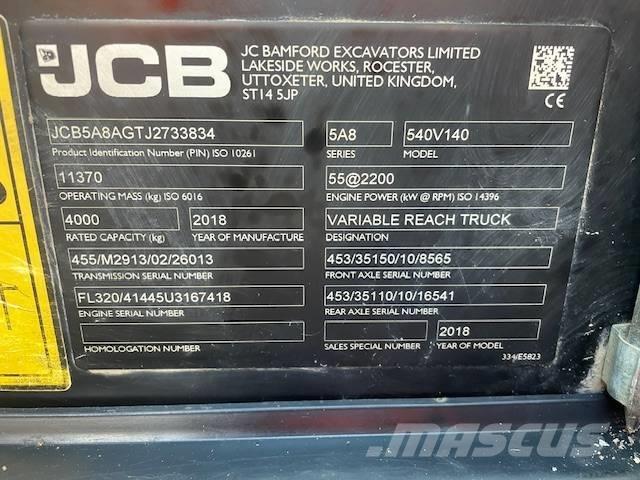 JCB
JC BAMFORD EXCAVATORS LIMITED
LAKESIDE WORKS, ROCESTER,
UTTOXETER, UNITED KINGDOM,
ST14 5JP
CE
JCB5A8AGTJ2733834
Product Identification Number (PIN) ISO 10261
5A8
SERIES
540V140
MODEL
11370
OPERATING MASS (kg) ISO 6016
55@2200
ENGINE POWER (kW @ RPM) ISO 14396
4000
RATED CAPACITY (kg)
2018
YEAR OF MANUFACTURE
VARIABLE REACH TRUCK
DESIGNATION
455/M2913/02/26013
TRANSMISSION SERIAL NUMBER
453/35150/10/8565
FRONT AXLE SERIAL NUMBER
FL320/41445U3167418
ENGINE SERIAL NUMBER
453/35110/10/16541
REAR AXLE SERIAL NUMBER
HOMOLOGATION NUMBER
SALES SPECIAL NUMBER
2018
YEAR OF MODEL
334/E5823
MASCUS